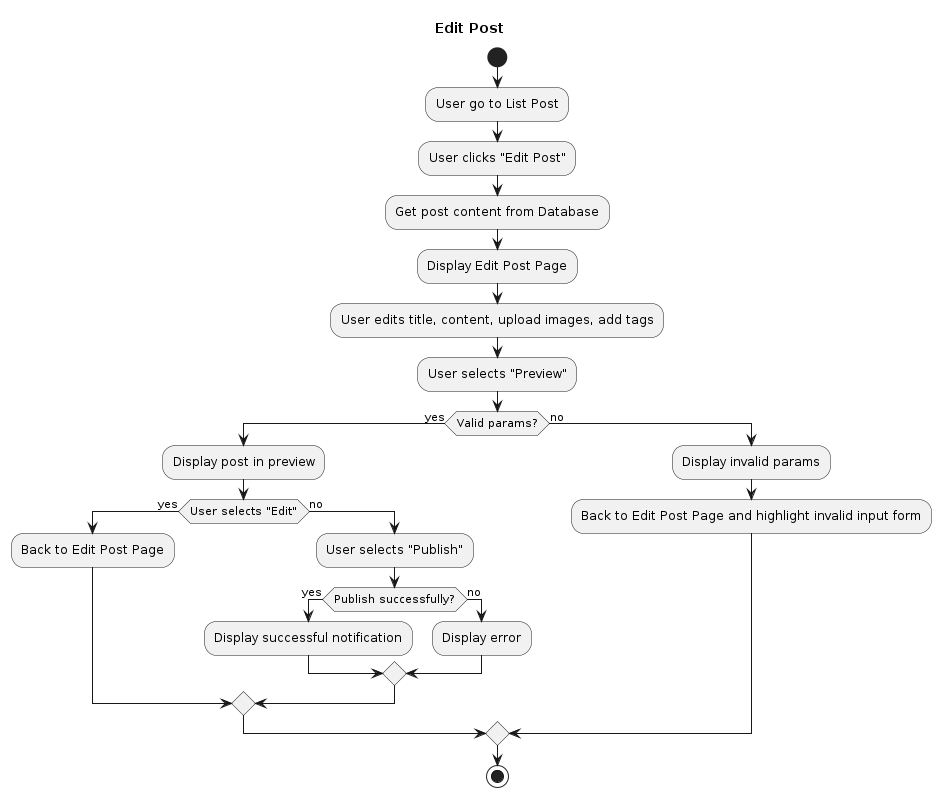 Edit Post
User go to List Post
User clicks "Edit Post"
Get post content from Database
Display Edit Post Page
User edits title, content, upload images, add tags
User selects "Preview"
yes
Valid params?
no
Display post in preview
Display invalid params
yes
User selects "Edit"
no
Back to Edit Post Page and highlight invalid input form
Back to Edit Post Page
User selects "Publish"
yes
Publish successfully?
no
Display successful notification
Display error